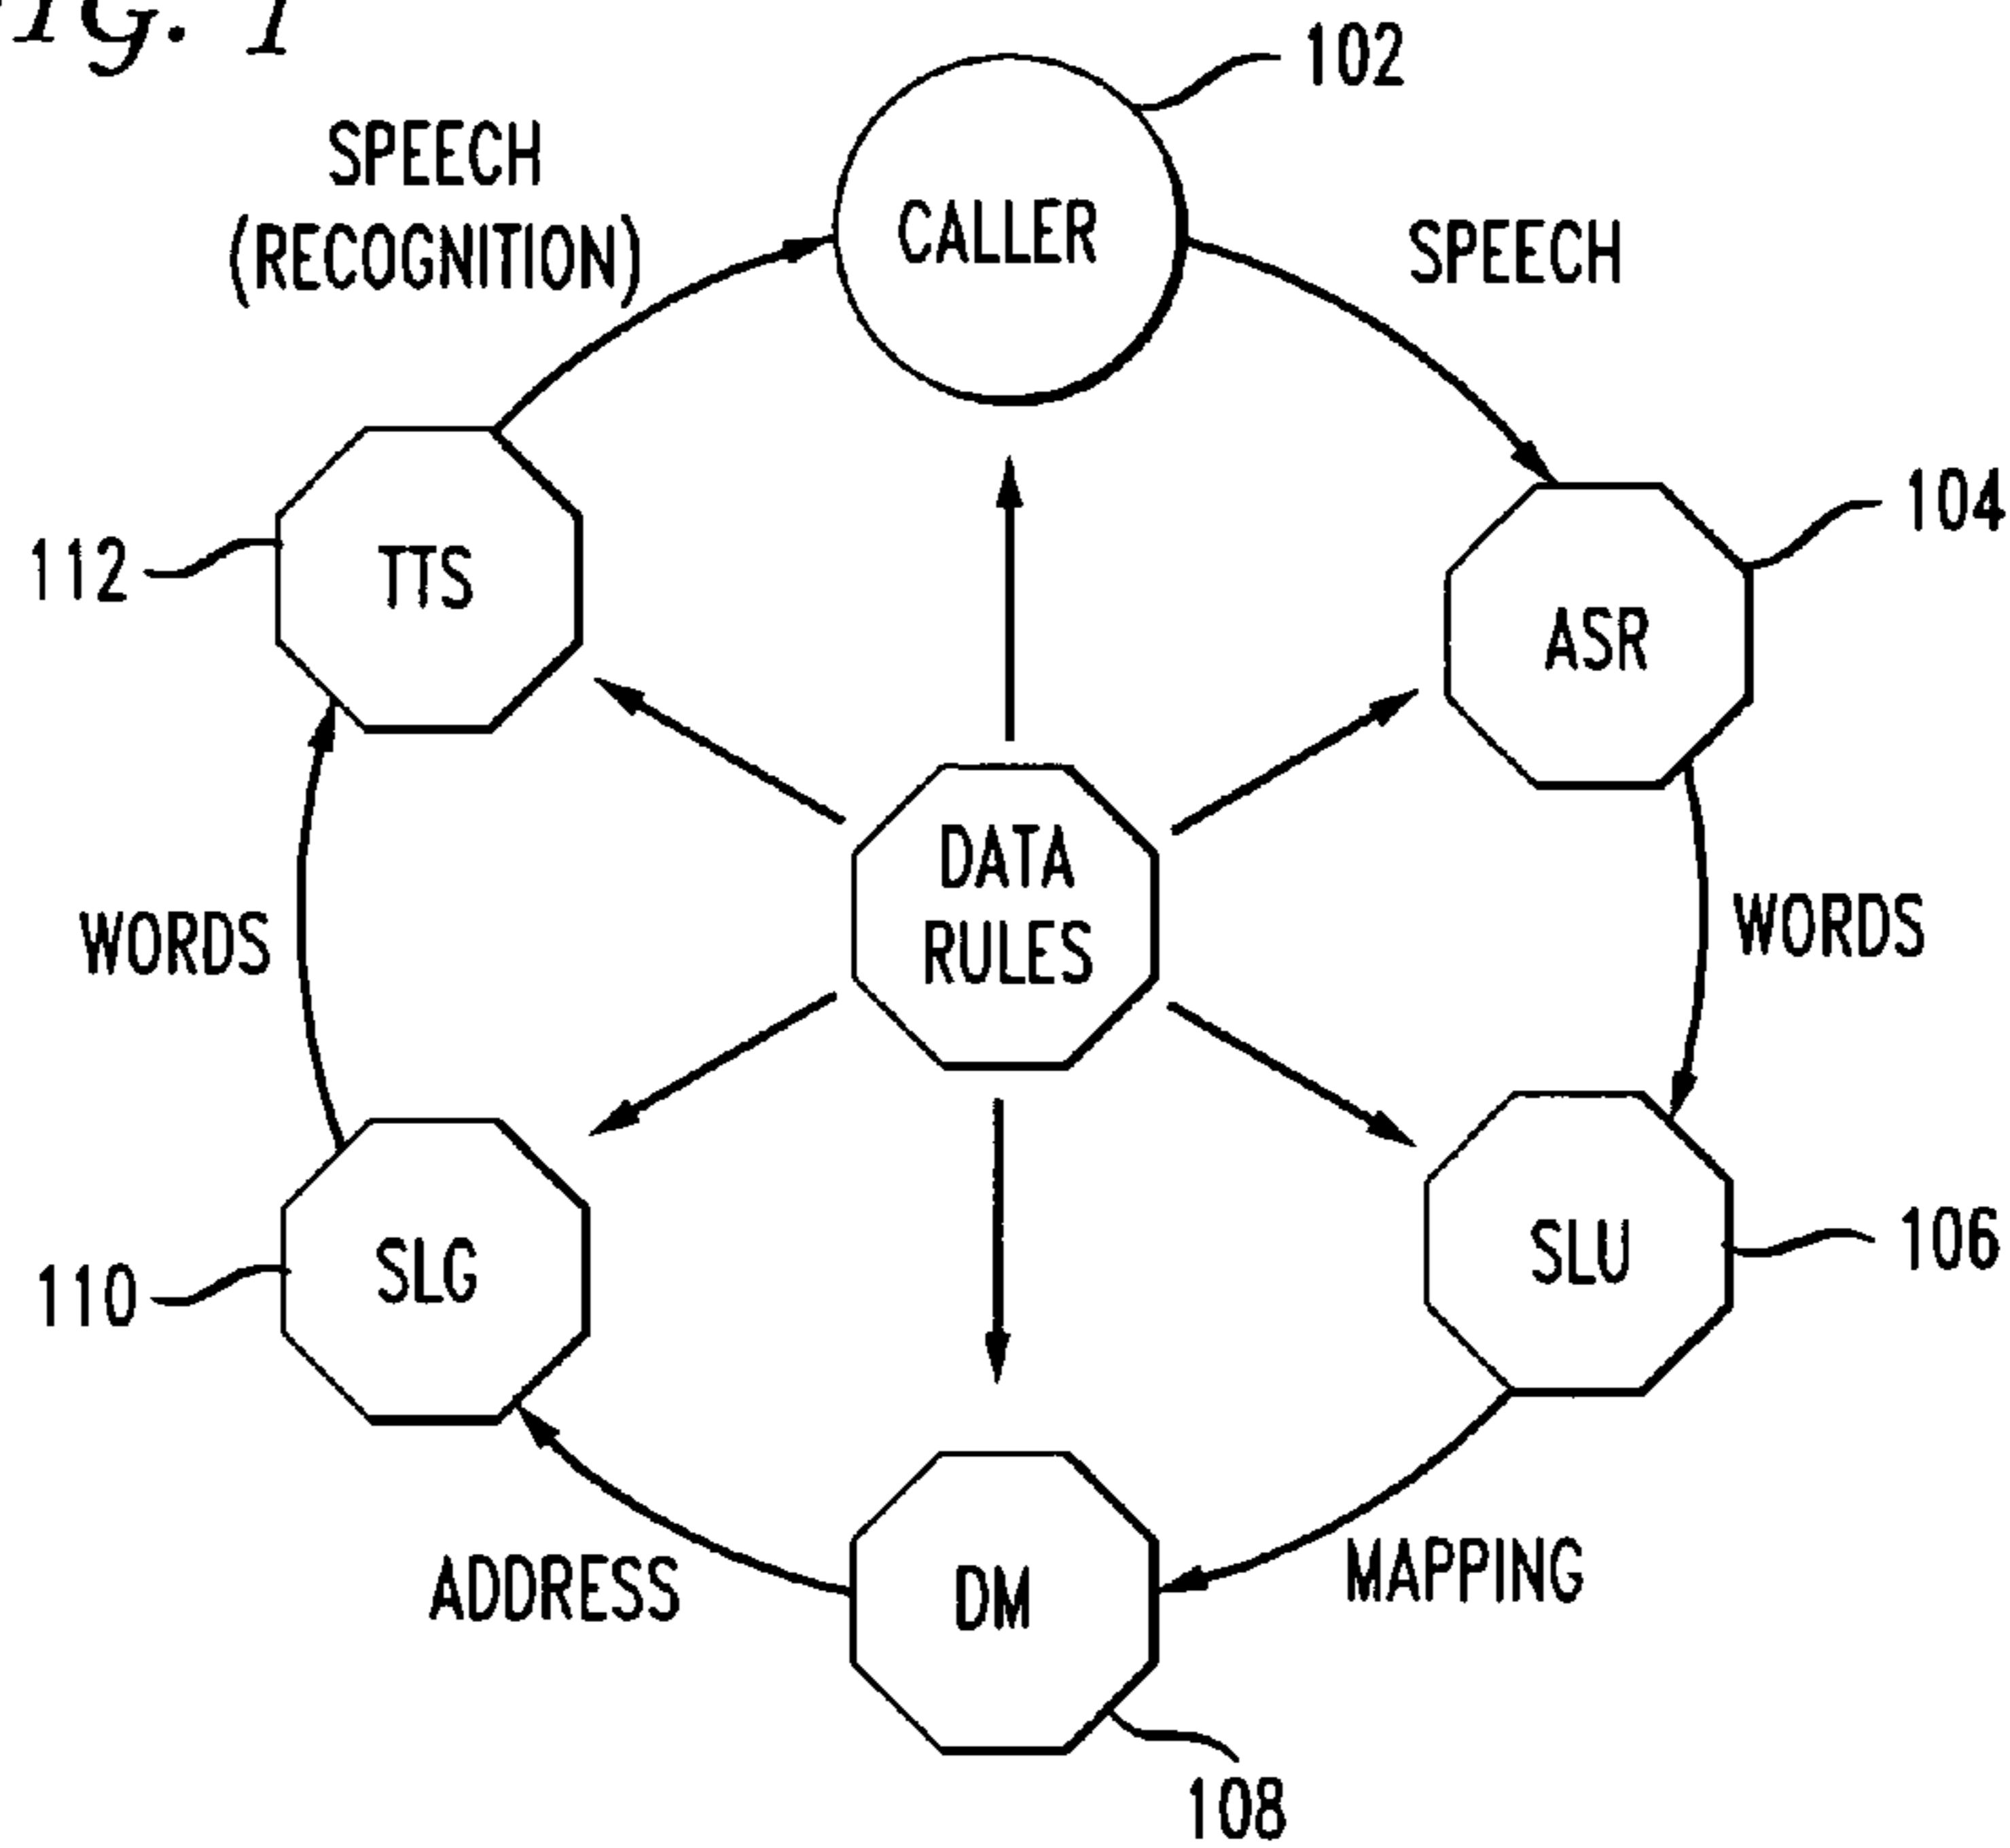 FIG. 1
102
SPEECH
(RECOGNITION)
CALLER
SPEECH
104
112
TTS
ASR
DATA
RULES
WORDS
WORDS
SLG
SLU
106
110
ADDRESS
DM
MAPPING
108